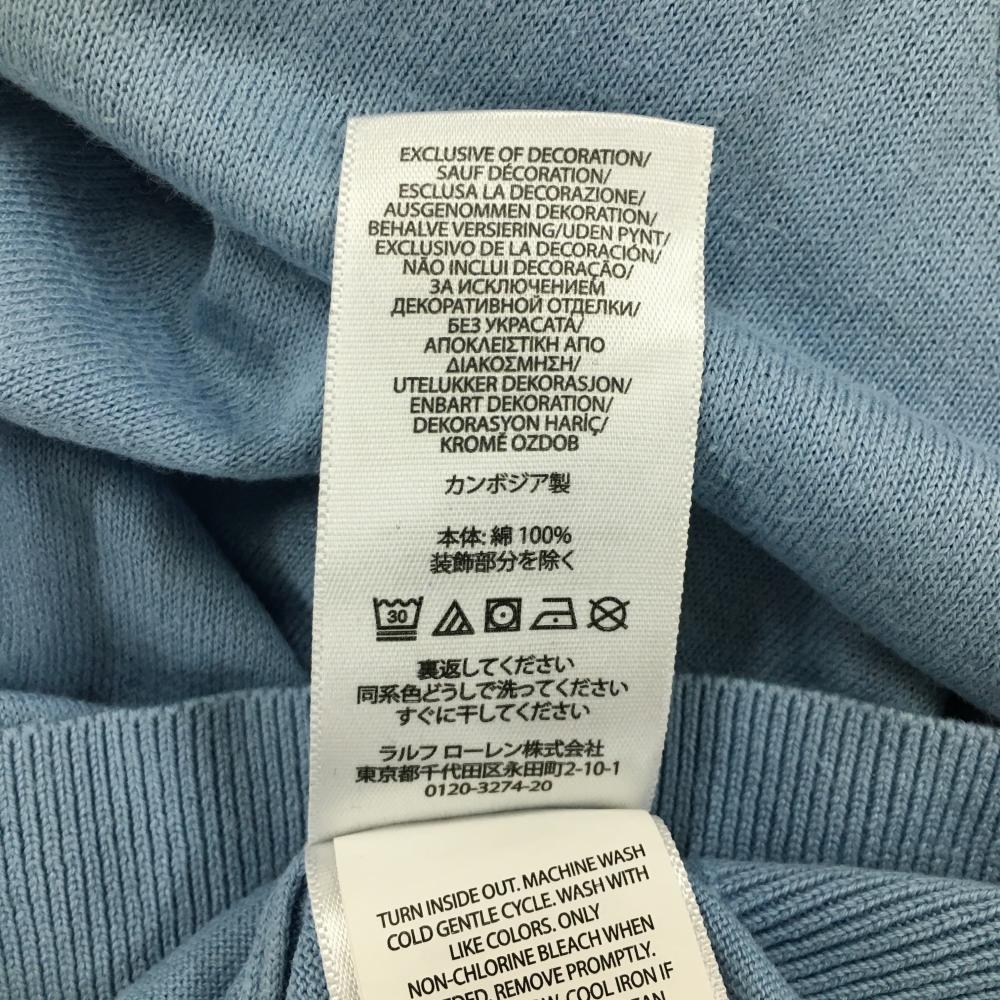 EXCLUSIVE OF DECORATION/
SAUF DÉCORATION/
ESCLUSA LA DECORAZIONE/
AUSGENOMMEN DEKORATION/
BEHALVE VERSIERING/UDEN PYNT/
EXCLUSIVO DE LA DECORACIÓN/
NÃO INCLUI DECORAÇÃO/
ЗА ИСКЛЮЧЕНИЕМ
ДЕКОРАТИВНОЙ ОТДЕЛКИ/
БЕЗ УКРАСАТА/
ΑΠΟΚΛΕΙΣΤΙΚΗ ΑΠΟ
ΔΙΑΚΟΣΜΗΣΗ/
UTELUKKER DEKORASJON/
ENBART DEKORATION/
DEKORASYON HARİÇ/
KROMĚ OZDOB
カンボジア製
本体: 綿 100%
装飾部分を除く
30
裏返してください
同系色どうしで洗ってください
すぐに干してください
ラルフ ローレン株式会社
東京都千代田区永田町2-10-1
0120-3274-20
TURN INSIDE OUT. MACHINE WASH
COLD GENTLE CYCLE. WASH WITH
LIKE COLORS. ONLY
NON-CHLORINE BLEACH WHEN
REMOVE PROMPTLY.
COOL IRON IF